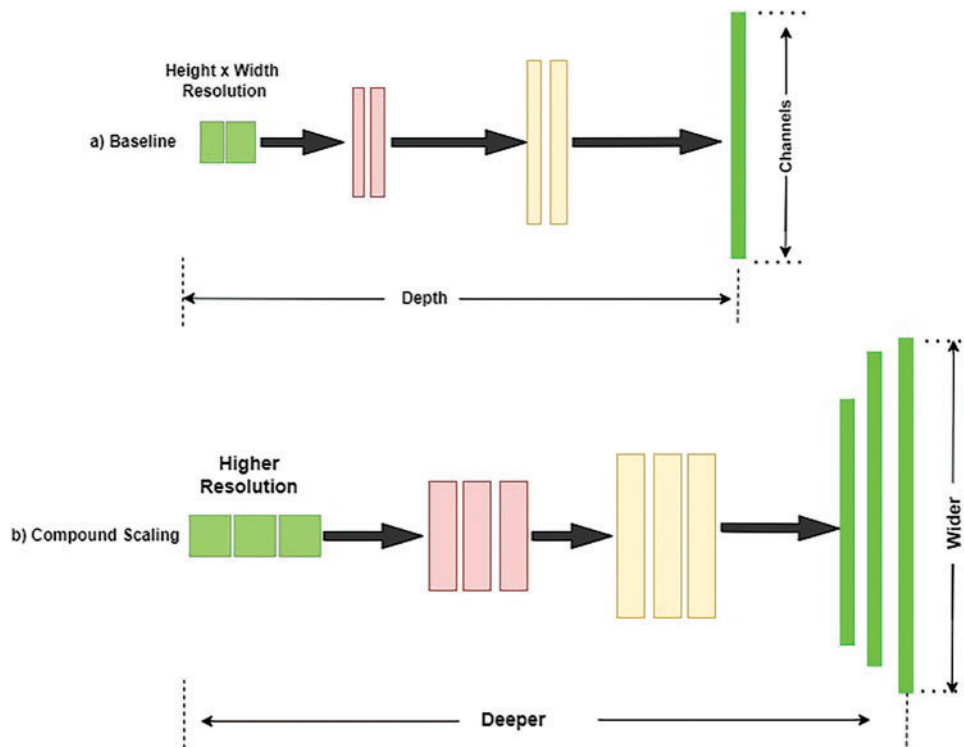 Height x Width
Resolution
a) Baseline
Channels
Depth
Higher
Resolution
b) Compound Scaling
Wider
Deeper